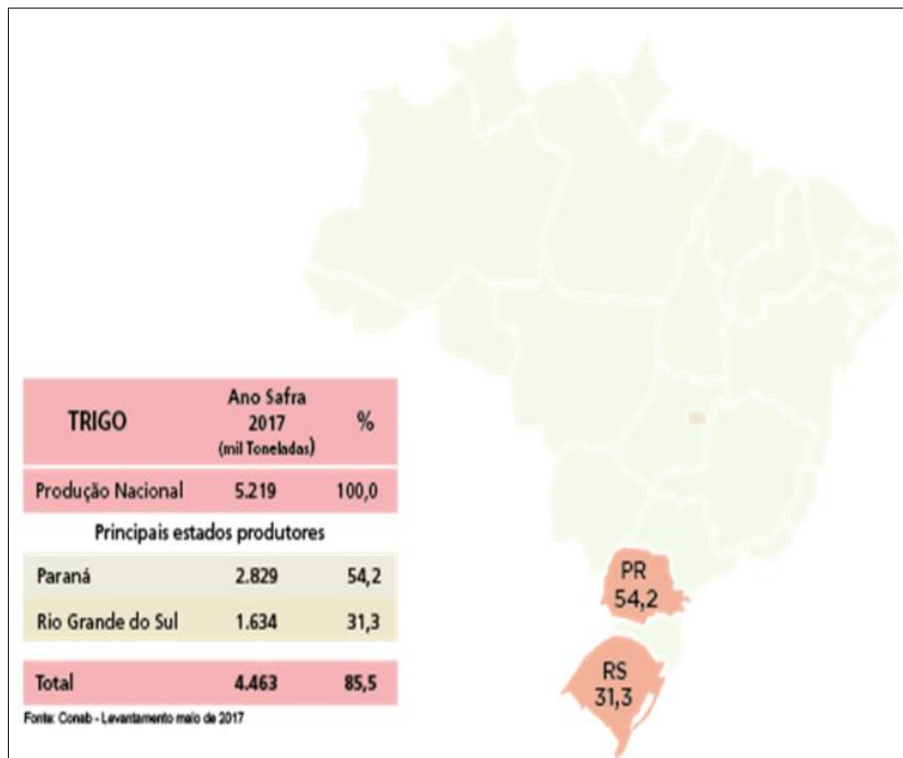 TRIGO Ano Safra 2017 (mil Toneladas) %
Produção Nacional 5.219 100,0
Principais estados produtores
Paraná 2.829 54,2
Rio Grande do Sul 1.634 31,3
Total 4.463 85,5
Fonte: Conab - Levantamento maio de 2017
PR
54,2
RS
31,3